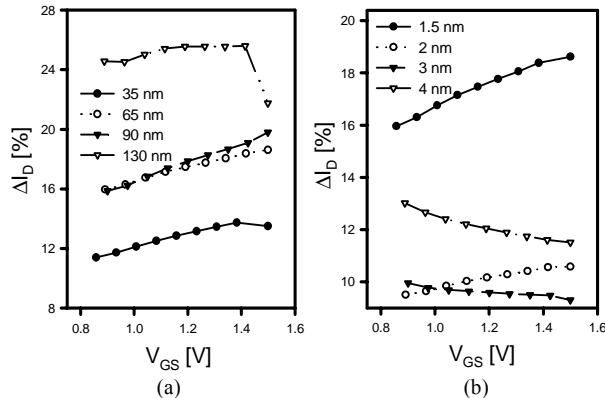 28
24
20
16
12
8
ΔI_D [%]
35 nm
65 nm
90 nm
130 nm
0.8 1.0 1.2 1.4 1.6
V_GS [V]
(a)
20
18
16
14
12
10
ΔI_D [%]
1.5 nm
2 nm
3 nm
4 nm
0.8 1.0 1.2 1.4 1.6
V_GS [V]
(b)